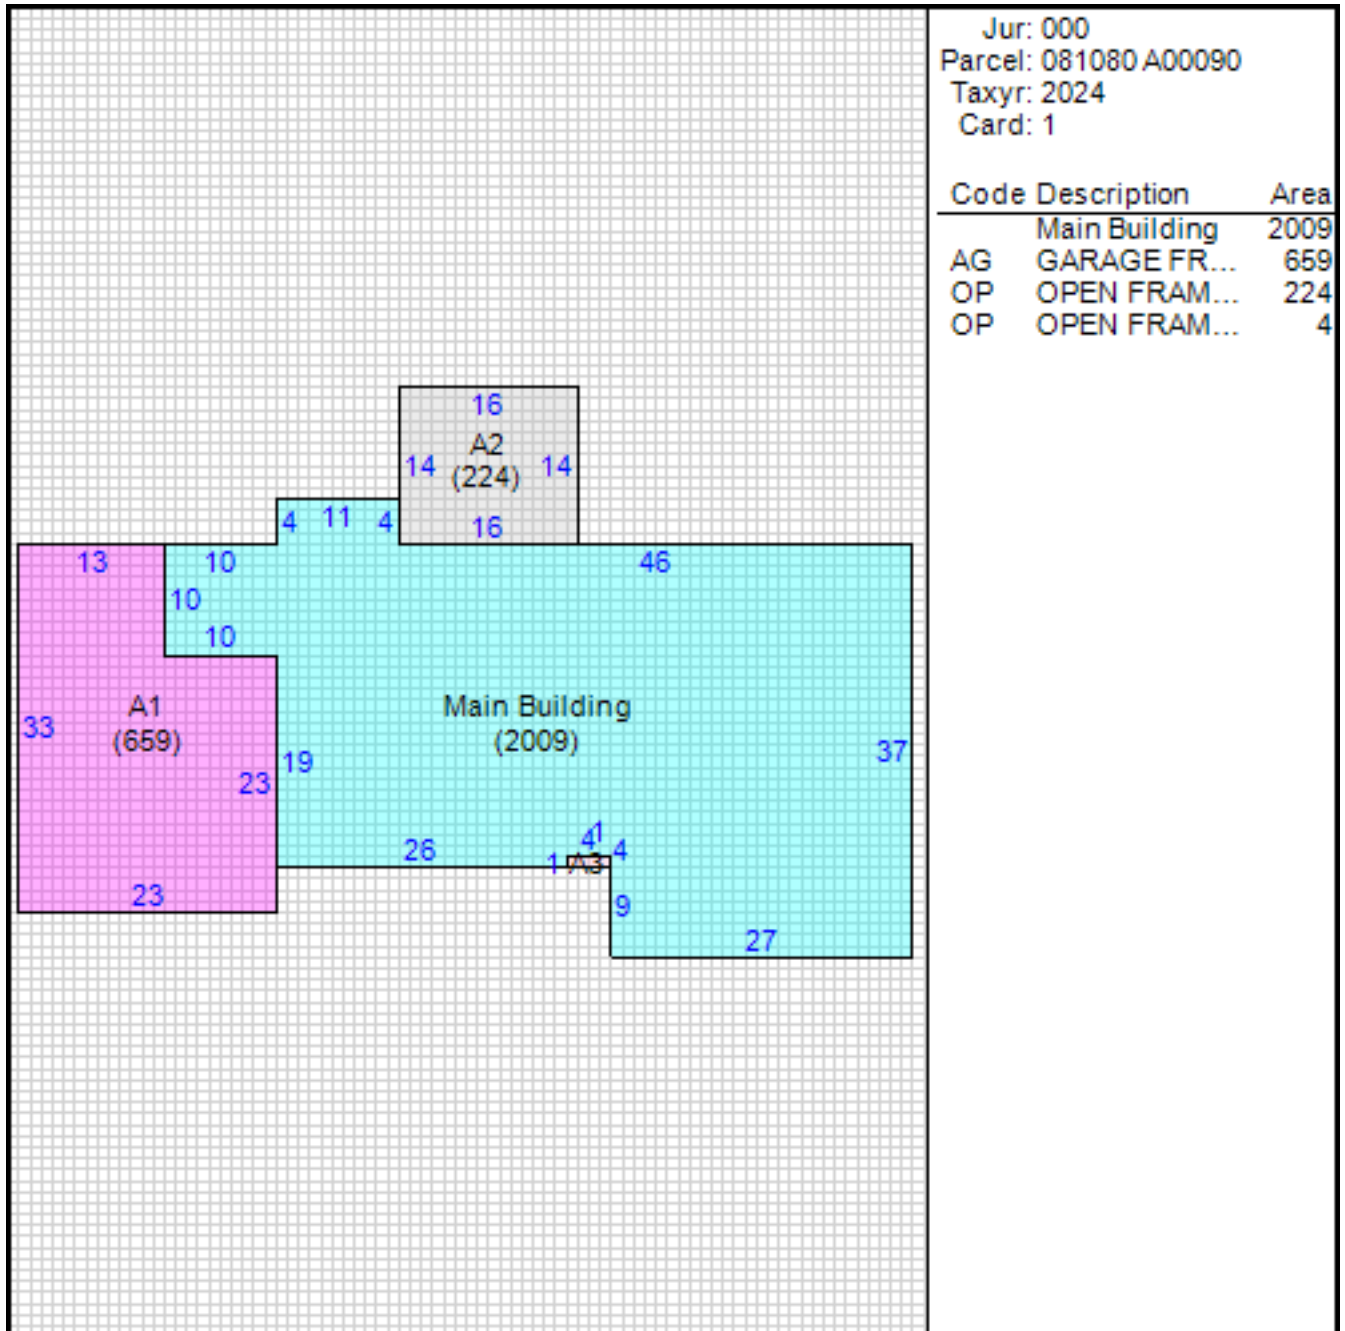 Jur: 000
Parcel: 081080 A00090
Taxyr: 2024
Card: 1
Code Description Area
Main Building 2009
AG GARAGE FR... 659
OP OPEN FRAM... 224
OP OPEN FRAM... 4
16
A2
14 (224) 14
4 11 4 16
13 10 46
10
10
A1 Main Building
33 (659) (2009) 37
23 19
1
26 4 4
1 A3
23 9
27